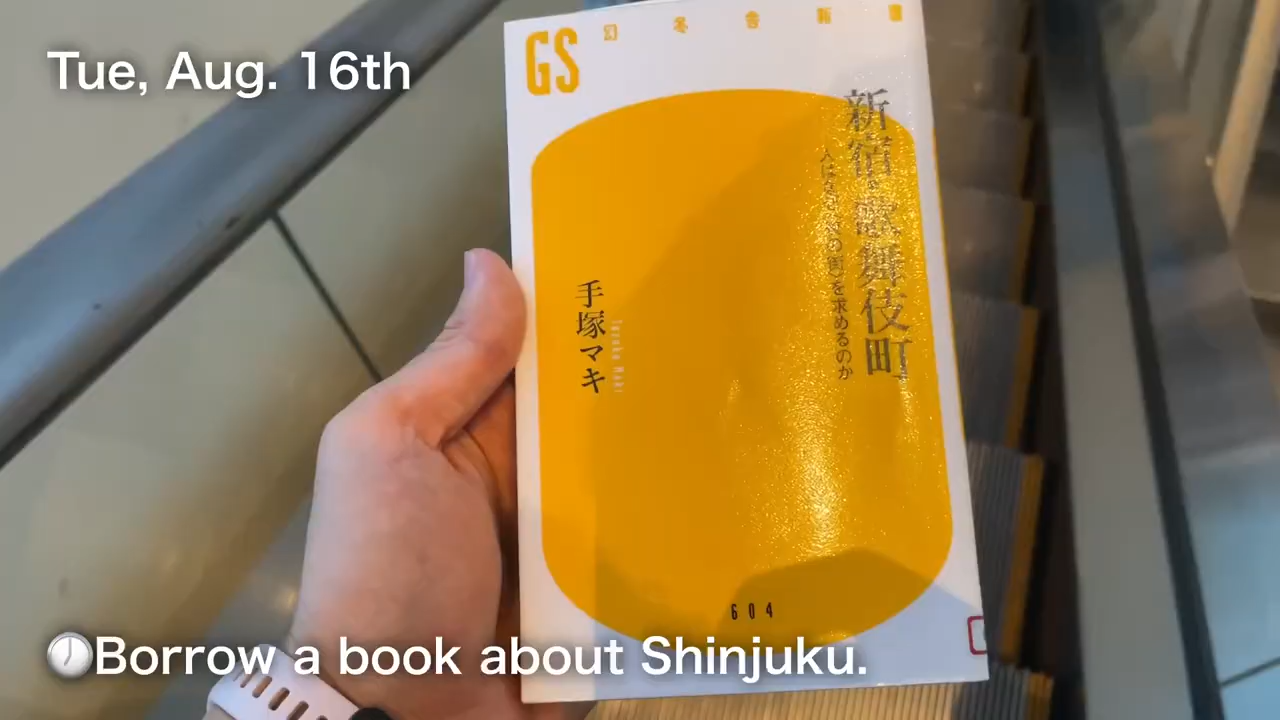 Tue, Aug. 16th
GS
幻冬舎新書
新宿・歌舞伎町
人はなぜ〈夜の街〉を求めるのか
手塚マキ
Tezuka Maki
604
🕖Borrow a book about Shinjuku.